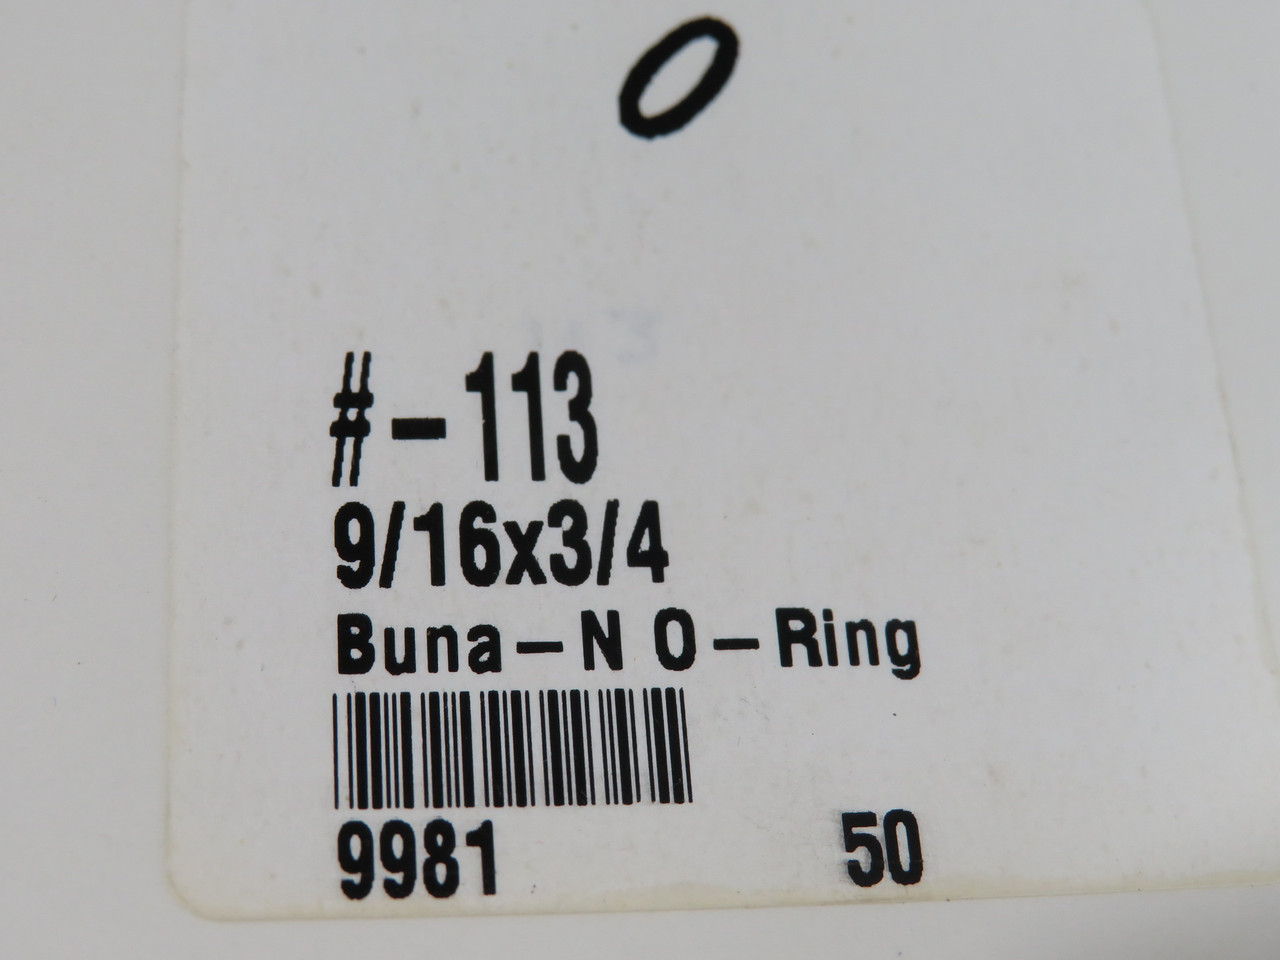 #-113
9/16x3/4
Buna-N O-Ring
9981 50